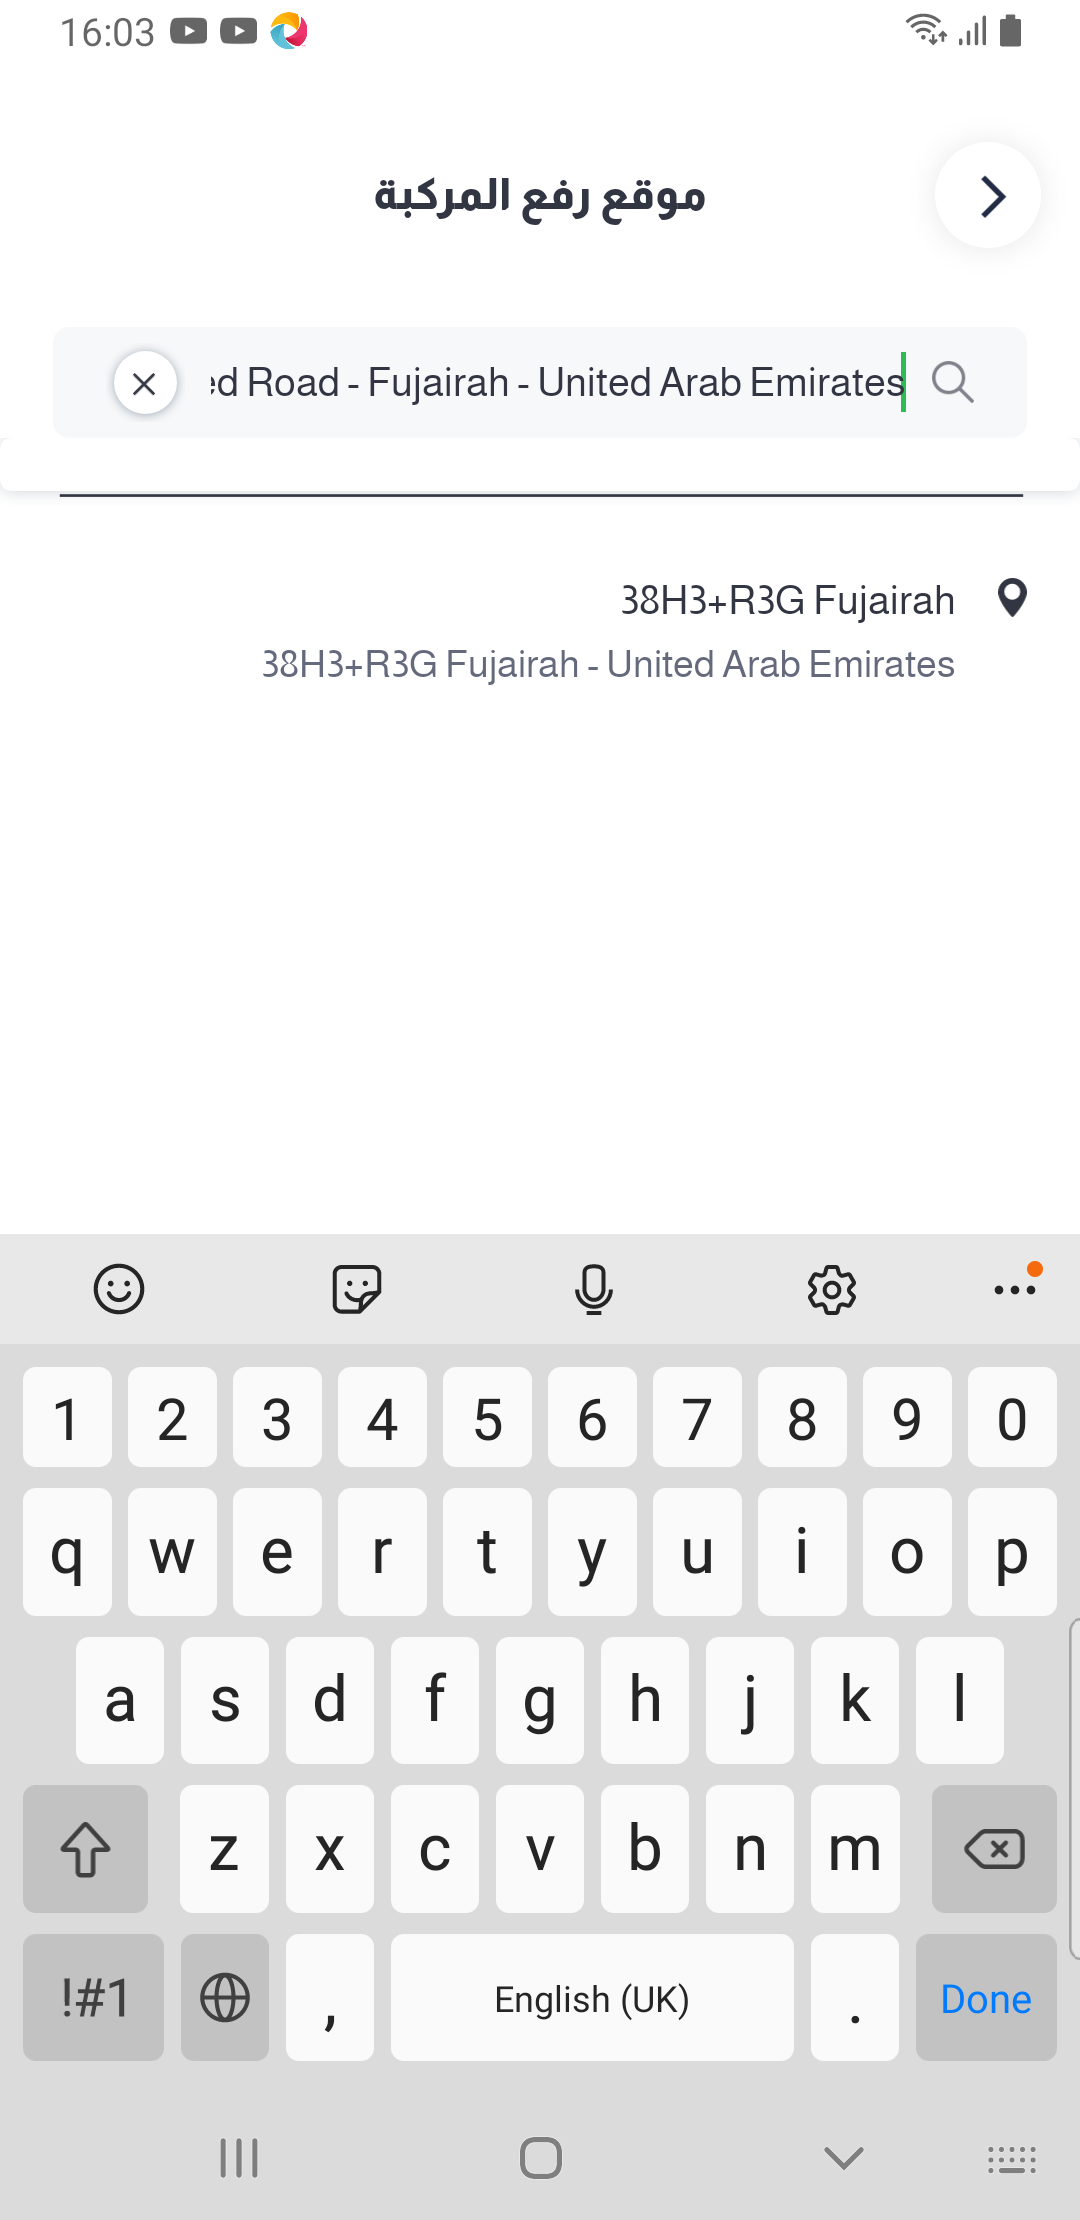 16:03
موقع رفع المركبة
ed Road - Fujairah - United Arab Emirates
38H3+R3G Fujairah
38H3+R3G Fujairah - United Arab Emirates
1 2 3 4 5 6 7 8 9 0
q w e r t y u i o p
a s d f g h j k l
z x c v b n m
!#1 , English (UK) . Done